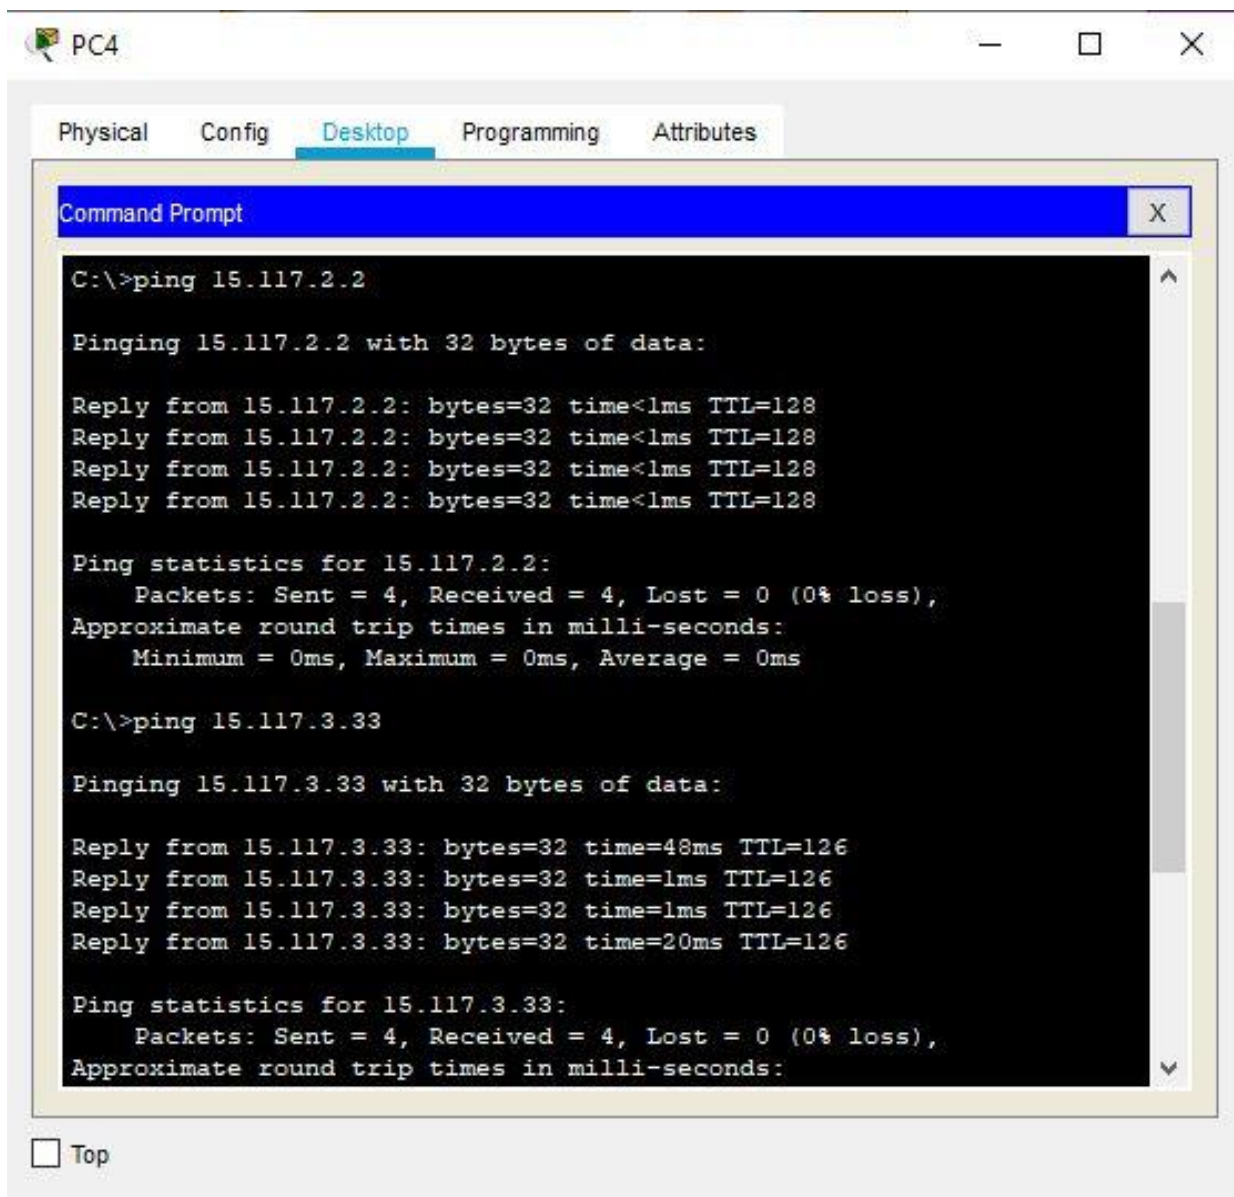 PC4
Physical Config Desktop Programming Attributes
Command Prompt X
C:\>ping 15.117.2.2
Pinging 15.117.2.2 with 32 bytes of data:
Reply from 15.117.2.2: bytes=32 time<1ms TTL=128
Reply from 15.117.2.2: bytes=32 time<1ms TTL=128
Reply from 15.117.2.2: bytes=32 time<1ms TTL=128
Reply from 15.117.2.2: bytes=32 time<1ms TTL=128
Ping statistics for 15.117.2.2:
Packets: Sent = 4, Received = 4, Lost = 0 (0% loss),
Approximate round trip times in milli-seconds:
Minimum = 0ms, Maximum = 0ms, Average = 0ms
C:\>ping 15.117.3.33
Pinging 15.117.3.33 with 32 bytes of data:
Reply from 15.117.3.33: bytes=32 time=48ms TTL=126
Reply from 15.117.3.33: bytes=32 time=1ms TTL=126
Reply from 15.117.3.33: bytes=32 time=1ms TTL=126
Reply from 15.117.3.33: bytes=32 time=20ms TTL=126
Ping statistics for 15.117.3.33:
Packets: Sent = 4, Received = 4, Lost = 0 (0% loss),
Approximate round trip times in milli-seconds:
Top